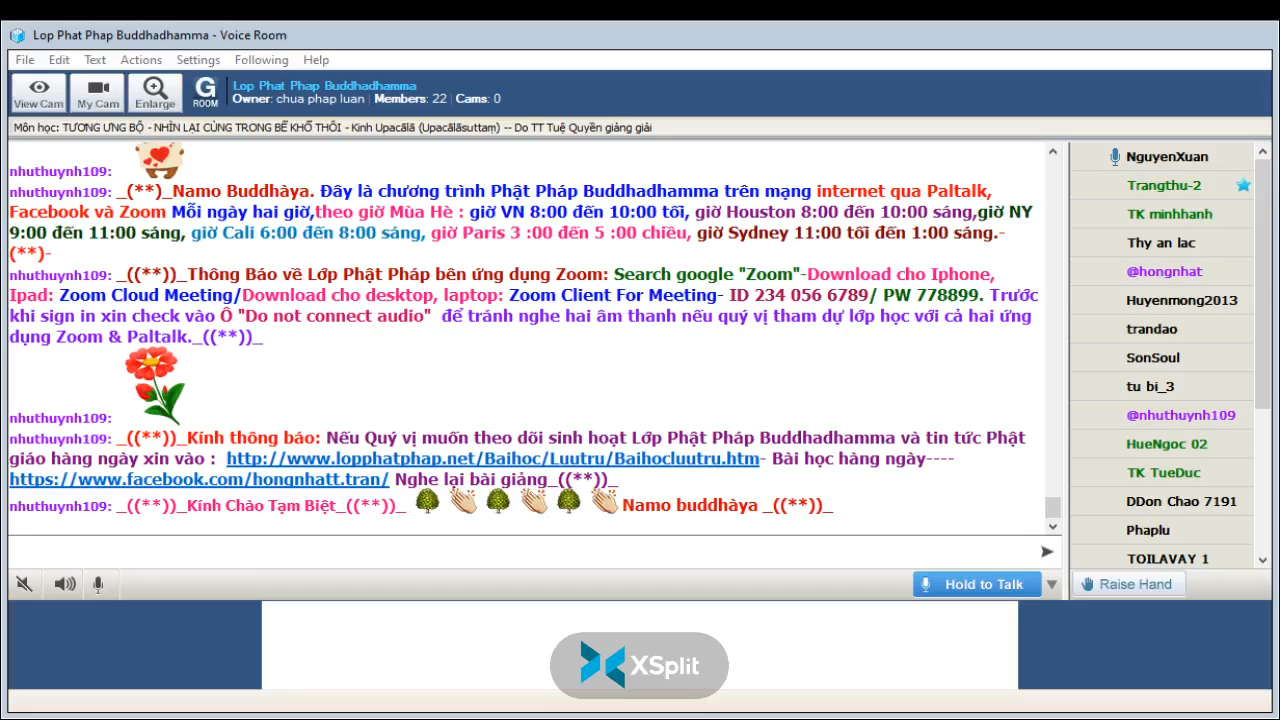 Lop Phat Phap Buddhadhamma - Voice Room
File Edit Text Actions Settings Following Help
View Cam My Cam Enlarge G ROOM
Lop Phat Phap Buddhadhamma
Owner: chua phap luan | Members: 22 | Cams: 0
Môn học: TƯƠNG ƯNG BỘ - NHÌN LẠI CÙNG TRONG BỂ KHỔ THÔI - Kinh Upacālā (Upacālāsuttaṃ) -- Do TT Tuệ Quyền giảng giải
nhuthuynh109:
nhuthuynh109: _(**)_Namo Buddhàya. Đây là chương trình Phật Pháp Buddhadhamma trên mạng internet qua Paltalk,
Facebook và Zoom Mỗi ngày hai giờ,theo giờ Mùa Hè : giờ VN 8:00 đến 10:00 tối, giờ Houston 8:00 đến 10:00 sáng,giờ NY
9:00 đến 11:00 sáng, giờ Cali 6:00 đến 8:00 sáng, giờ Paris 3 :00 đến 5 :00 chiều, giờ Sydney 11:00 tối đến 1:00 sáng.-
(**)-
nhuthuynh109: _((**))_Thông Báo về Lớp Phật Pháp bên ứng dụng Zoom: Search google "Zoom"-Download cho Iphone,
Ipad: Zoom Cloud Meeting/Download cho desktop, laptop: Zoom Client For Meeting- ID 234 056 6789/ PW 778899. Trước
khi sign in xin check vào Ô "Do not connect audio" để tránh nghe hai âm thanh nếu quý vị tham dự lớp học với cả hai ứng
dụng Zoom & Paltalk._((**))_
nhuthuynh109:
nhuthuynh109: _((**))_Kính thông báo: Nếu Quý vị muốn theo dõi sinh hoạt Lớp Phật Pháp Buddhadhamma và tin tức Phật
giáo hàng ngày xin vào : http://www.lopphatphap.net/Baihoc/Luutru/Baihocluutru.htm- Bài học hàng ngày----
https://www.facebook.com/hongnhatt.tran/ Nghe lại bài giảng_((**))_
nhuthuynh109: _((**))_Kính Chào Tạm Biệt_((**))_ Namo buddhàya _((**))_
NguyenXuan
Trangthu-2
TK minhhanh
Thy an lac
@hongnhat
Huyenmong2013
trandao
SonSoul
tu bi_3
@nhuthuynh109
HueNgoc 02
TK TueDuc
DDon Chao 7191
Phaplu
TOILAVAY 1
Hold to Talk
Raise Hand
XSplit